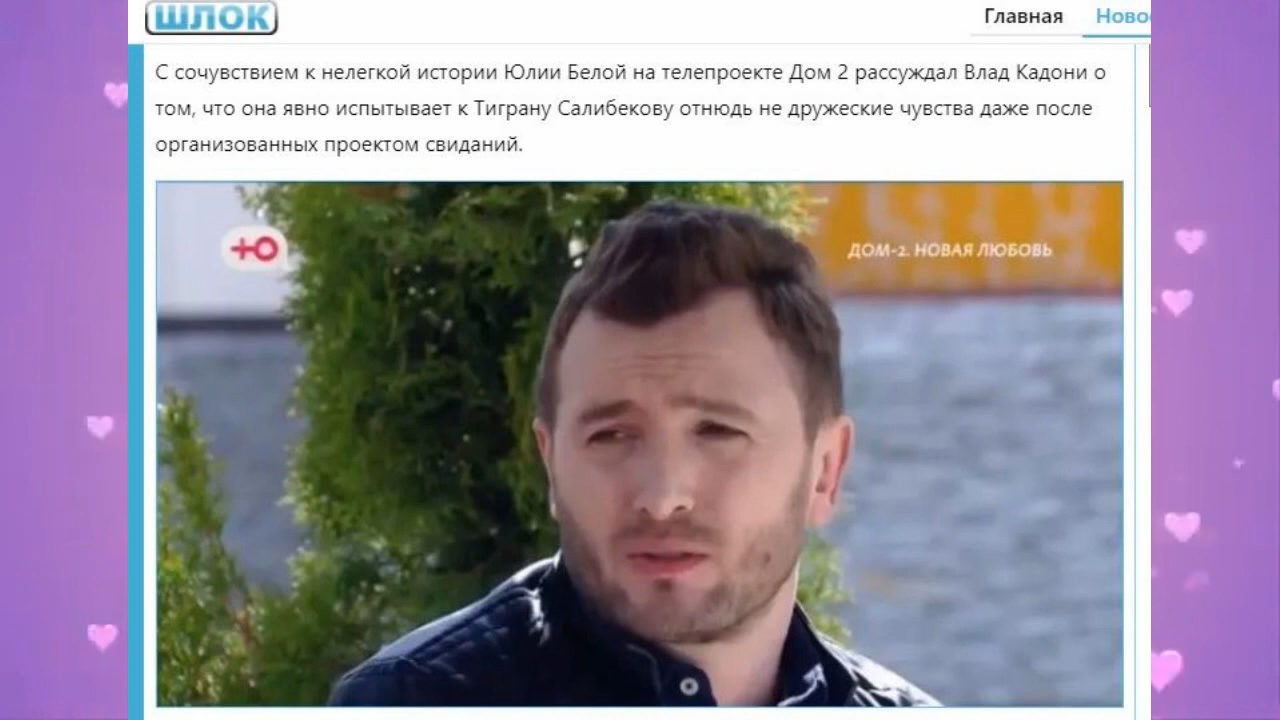 ШЛОК
Главная
Ново
С сочувствием к нелегкой истории Юлии Белой на телепроекте Дом 2 рассуждал Влад Кадони о
том, что она явно испытывает к Тиграну Салибекову отнюдь не дружеские чувства даже после
организованных проектом свиданий.
Ю
ДОМ-2. НОВАЯ ЛЮБОВЬ